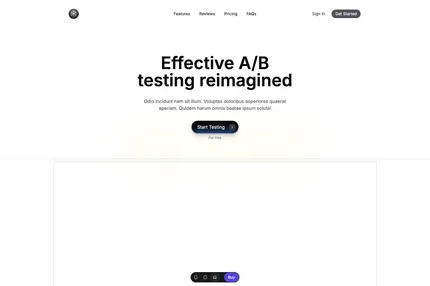 Features Reviews Pricing FAQs Sign In Get Started
Effective A/B
testing reimagined
Odio incidunt nam sit illum. Voluptas doloribus asperiores quaerat
aperiam. Quidem harum omnis beatae ipsum soluta!
Start Testing
For free
Buy